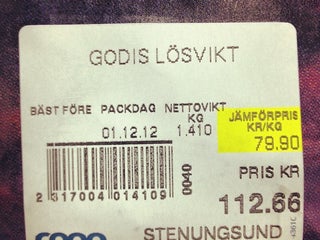 GODIS LÖSVIKT
BÄST FÖRE PACKDAG NETTOVIKT JÄMFÖRPRIS
KG KR/KG
01.12.12 1.410 79.90
PRIS KR
0040
2 317004 014109
112.66
coop STENUNGSUND